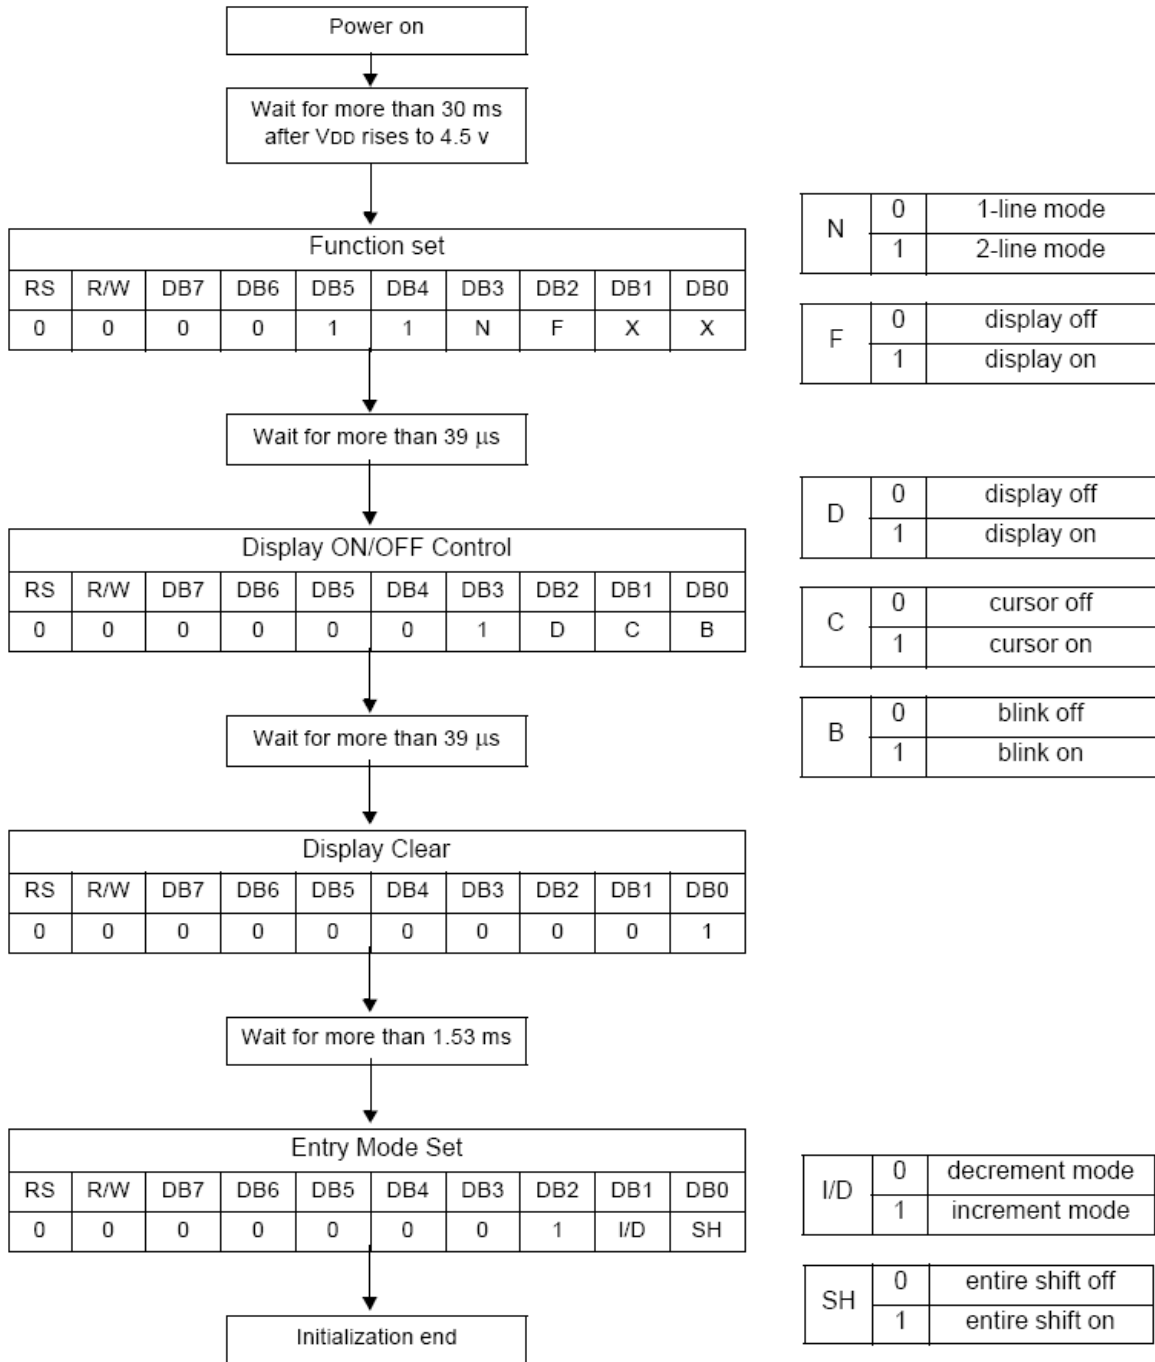 Power on
Wait for more than 30 ms
after VDD rises to 4.5 v
Function set
RS R/W DB7 DB6 DB5 DB4 DB3 DB2 DB1 DB0
0 0 0 0 1 1 N F X X
N 0 1-line mode
1 2-line mode
F 0 display off
1 display on
Wait for more than 39 μs
Display ON/OFF Control
RS R/W DB7 DB6 DB5 DB4 DB3 DB2 DB1 DB0
0 0 0 0 0 0 1 D C B
D 0 display off
1 display on
C 0 cursor off
1 cursor on
B 0 blink off
1 blink on
Wait for more than 39 μs
Display Clear
RS R/W DB7 DB6 DB5 DB4 DB3 DB2 DB1 DB0
0 0 0 0 0 0 0 0 0 1
Wait for more than 1.53 ms
Entry Mode Set
RS R/W DB7 DB6 DB5 DB4 DB3 DB2 DB1 DB0
0 0 0 0 0 0 0 1 I/D SH
I/D 0 decrement mode
1 increment mode
SH 0 entire shift off
1 entire shift on
Initialization end